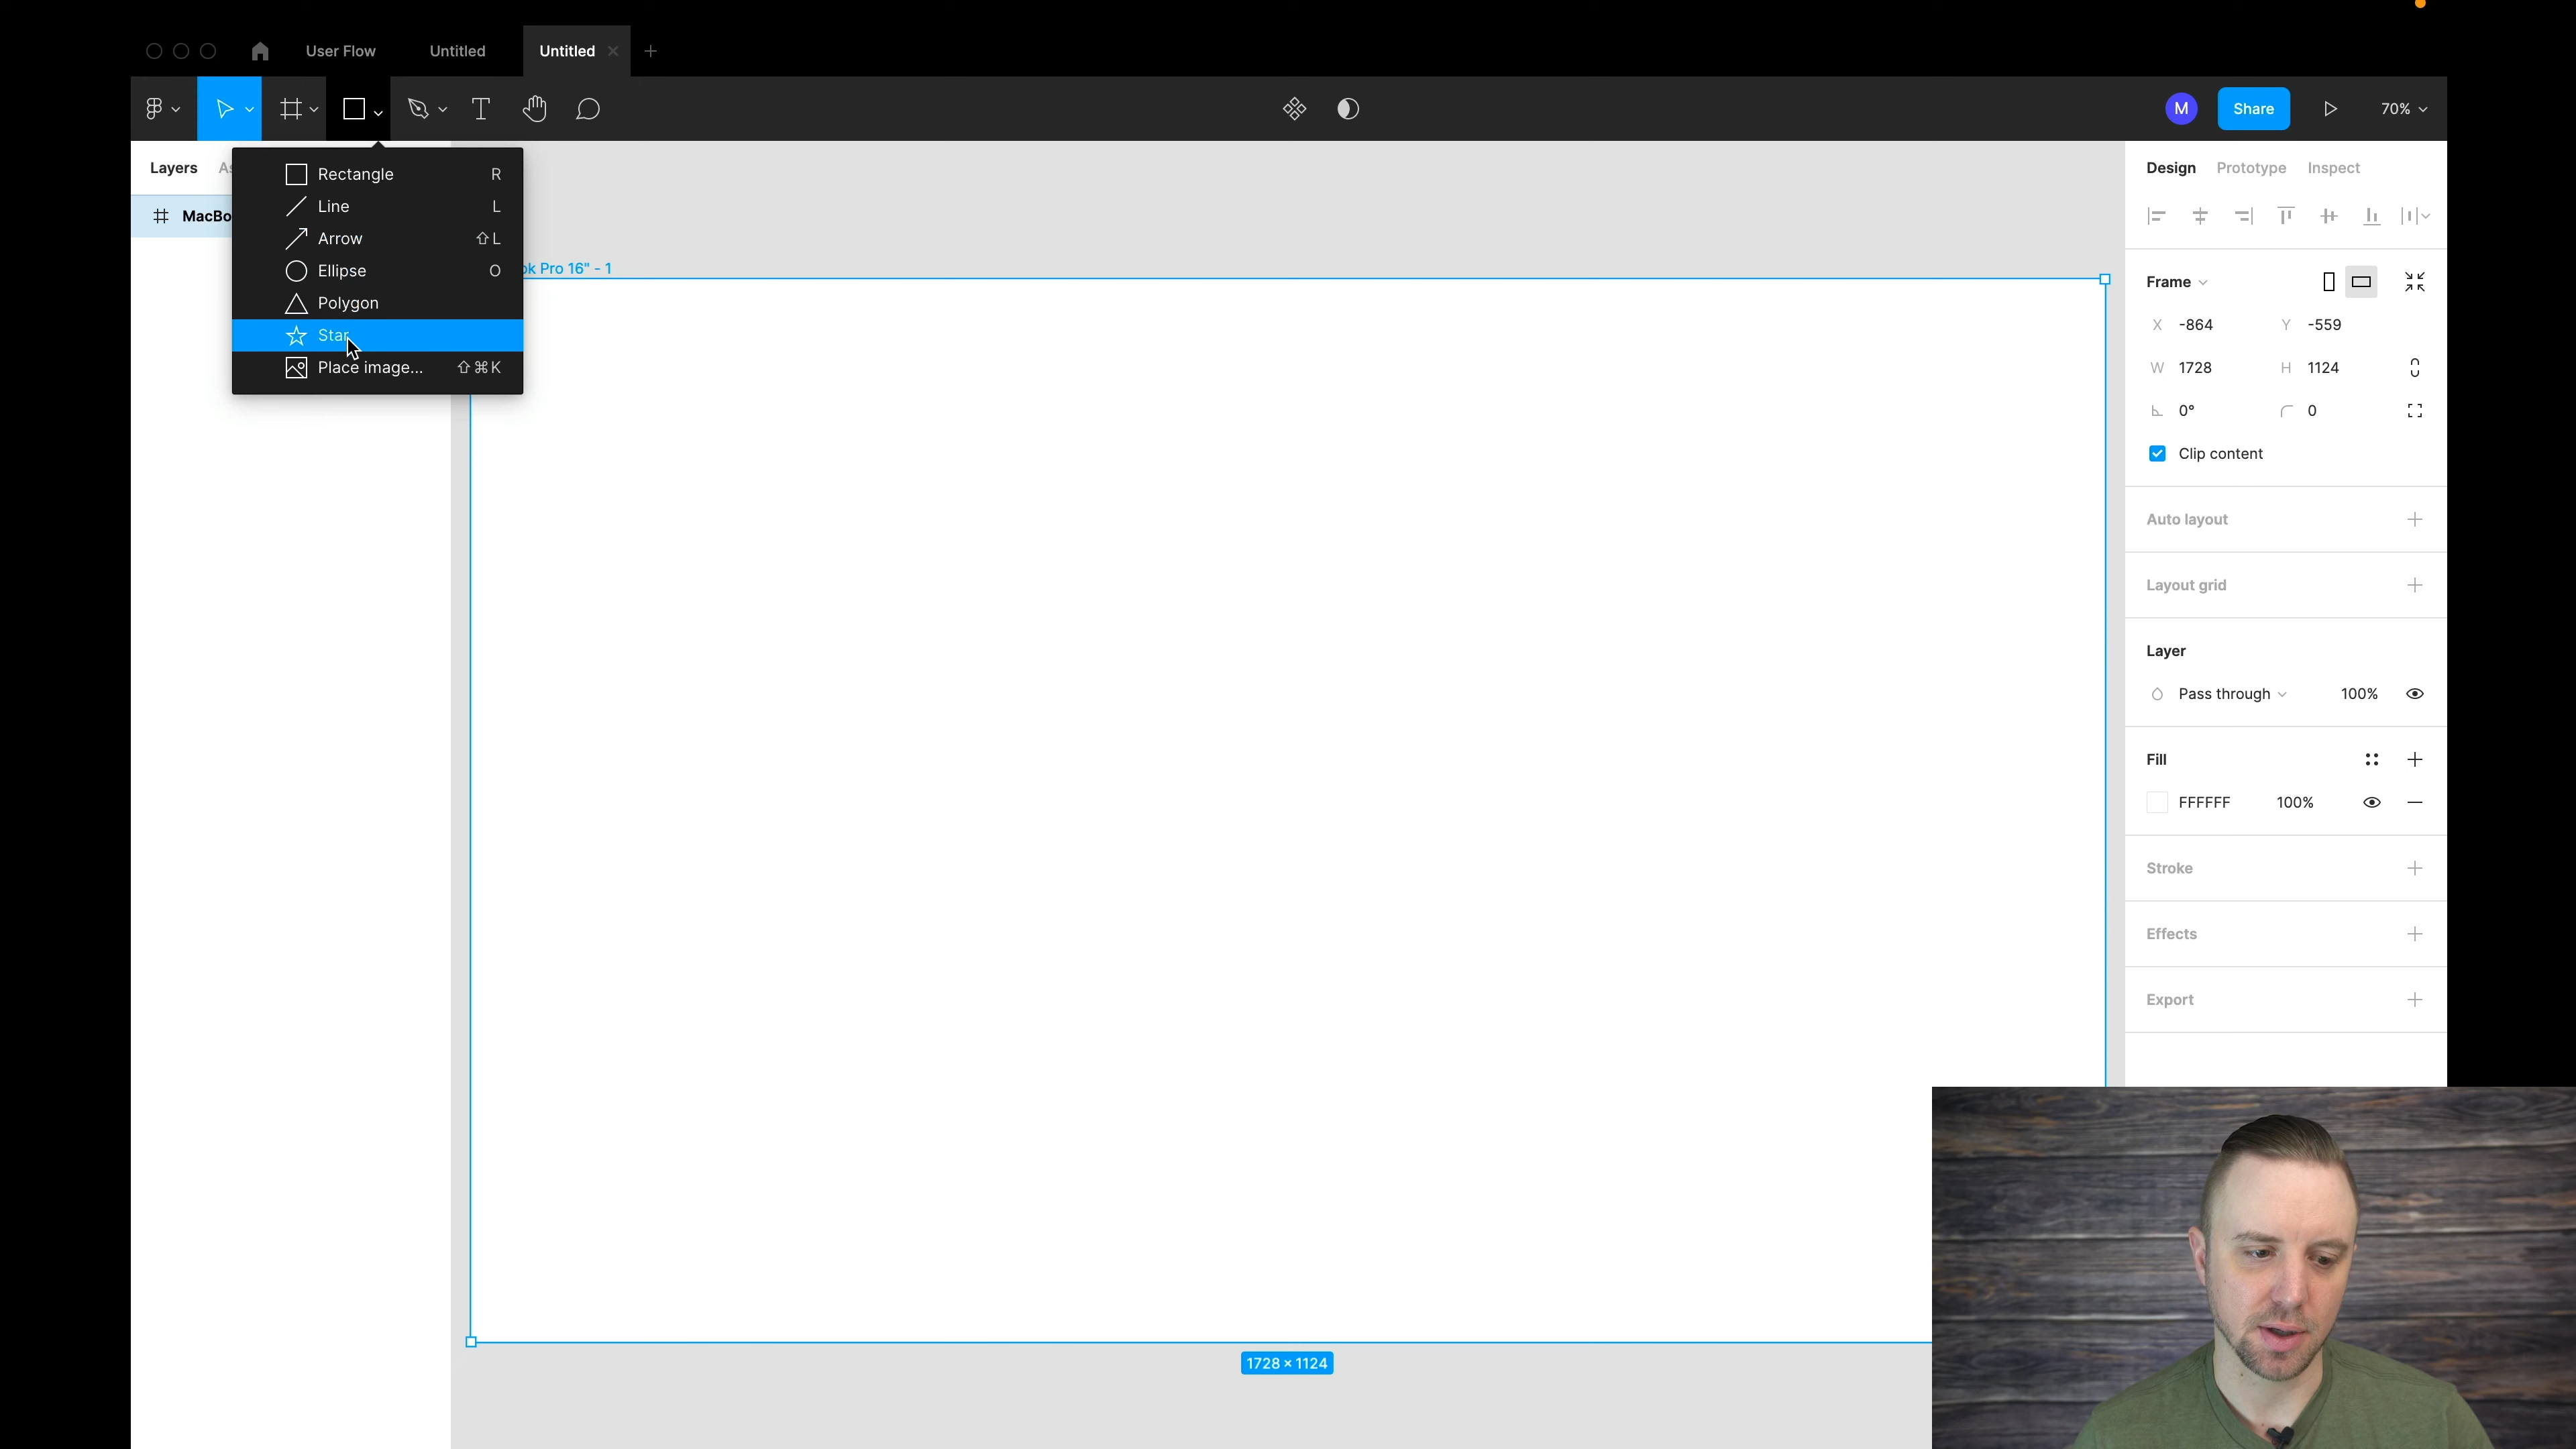 User Flow
Untitled
Untitled
M
Share
70%
Layers
Rectangle R
Line L
Arrow ⇧L
Ellipse O
Polygon
Star
Place image... ⇧⌘K
ok Pro 16" - 1
1728 × 1124
Design Prototype Inspect
Frame
X -864 Y -559
W 1728 H 1124
0° 0
Clip content
Auto layout
Layout grid
Layer
Pass through 100%
Fill
FFFFFF 100%
Stroke
Effects
Export